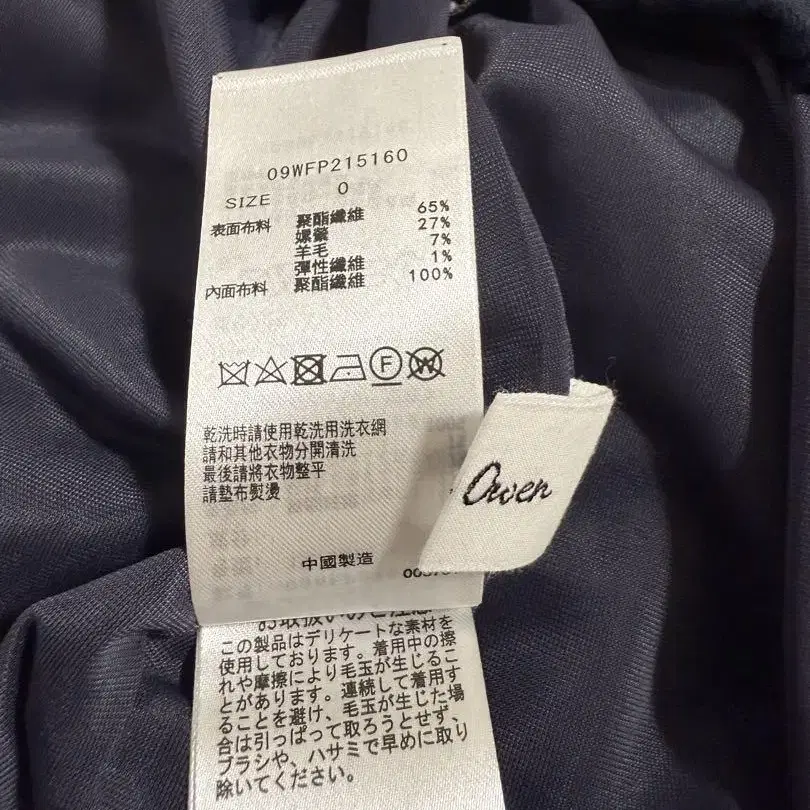 09WFP215160
SIZE 0
表面布料 聚酯纖維 65%
嫘縈 27%
羊毛 7%
彈性纖維 1%
內面布料 聚酯纖維 100%
F W
乾洗時請使用乾洗用洗衣網
請和其他衣物分開清洗
最後請將衣物整平
請墊布熨燙
Owen
中國製造
この製品はデリケートな素材を
使用しております。着用中の擦
れや摩擦により毛玉が生じるこ
とがあります。連続して着用す
ることを避け、毛玉が生じた場
合は引っぱって取ろうとせず、
ブラシや、ハサミで早めに取り
除いてください。